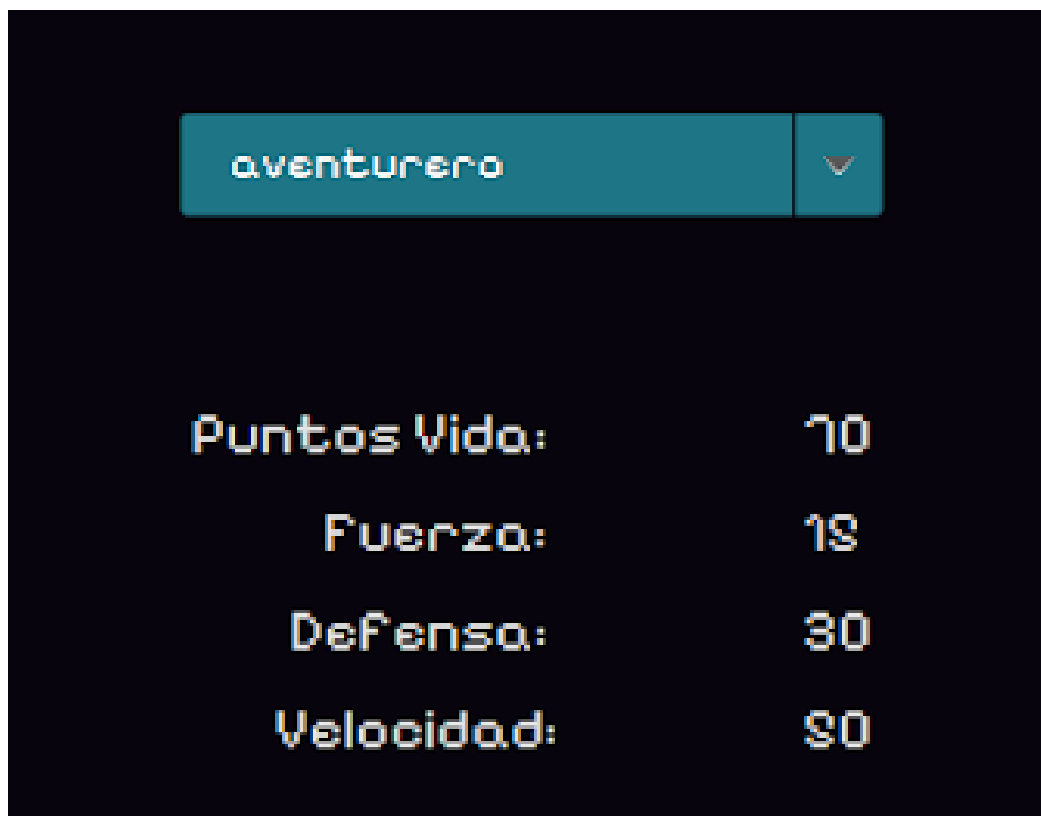 aventurero
Puntos Vida: 70
Fuerza: 18
Defensa: 30
Velocidad: 80